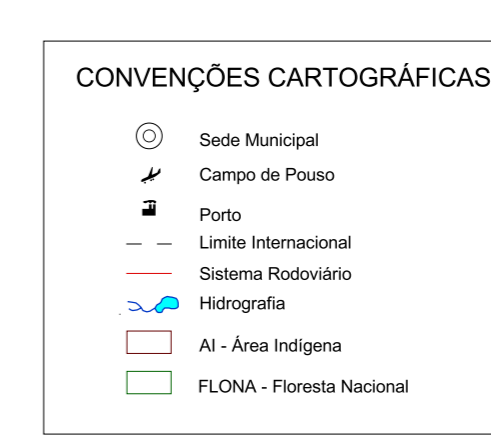 CONVENÇÕES CARTOGRÁFICAS
Sede Municipal
Campo de Pouso
Porto
Limite Internacional
Sistema Rodoviário
Hidrografia
AI - Área Indígena
FLONA - Floresta Nacional